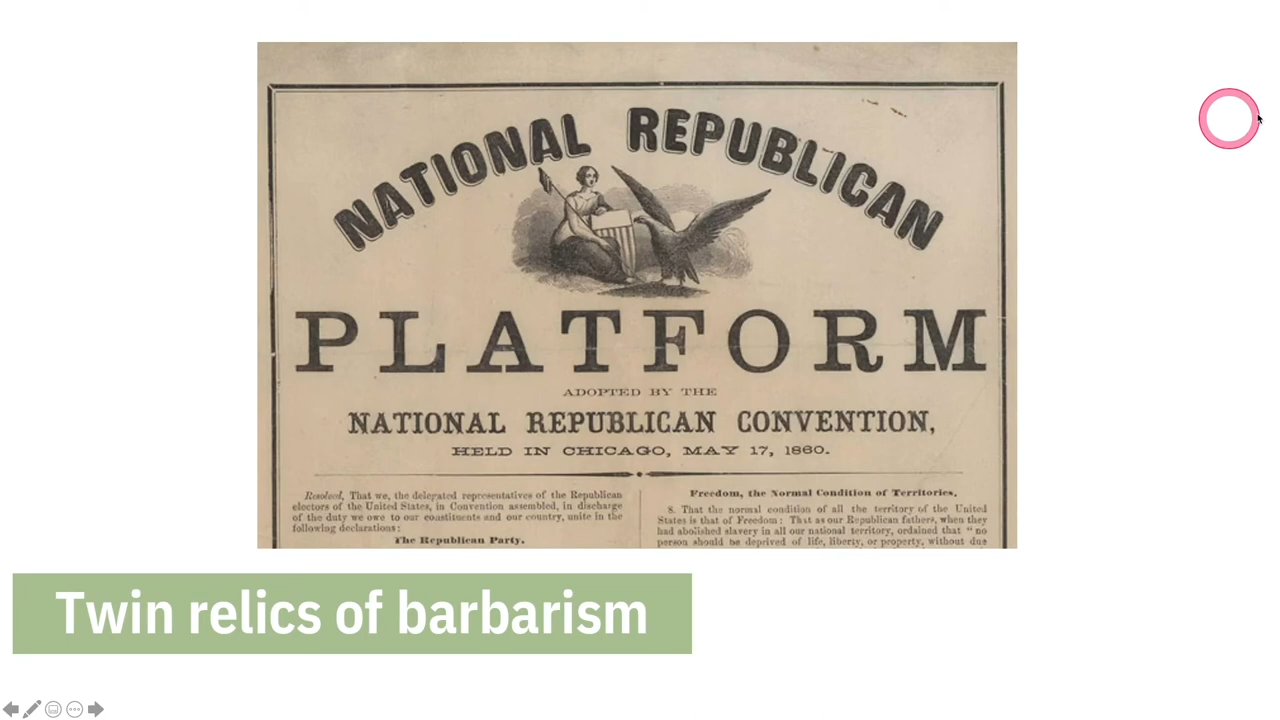 NATIONAL REPUBLICAN
PLATFORM
ADOPTED BY THE
NATIONAL REPUBLICAN CONVENTION,
HELD IN CHICAGO, MAY 17, 1860.
Resolved, That we, the delegated representatives of the Republican
electors of the United States, in Convention assembled, in discharge
of the duty we owe to our constituents and our country, unite in the
following declarations:
The Republican Party.
Freedom, the Normal Condition of Territories.
8. That the normal condition of all the territory of the United
States is that of Freedom: That as our Republican fathers, when they
had abolished slavery in all our national territory, ordained that "no
person should be deprived of life, liberty, or property, without due
Twin relics of barbarism